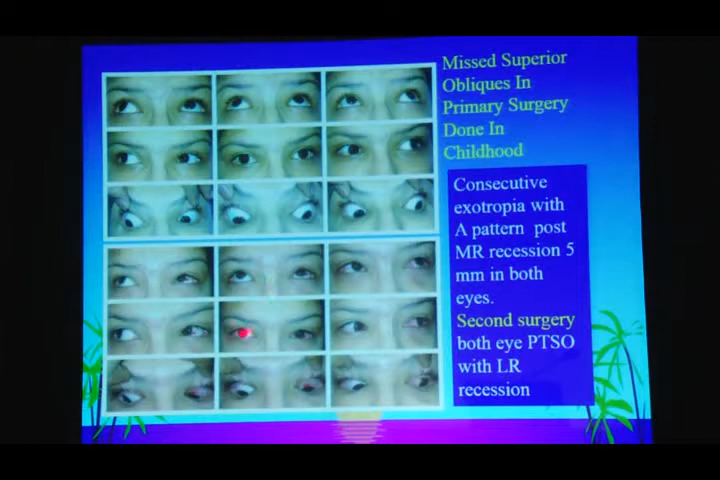 Missed Superior
Obliques In
Primary Surgery
Done In
Childhood
Consecutive
exotropia with
A pattern post
MR recession 5
mm in both
eyes.
Second surgery
both eye PTSO
with LR
recession